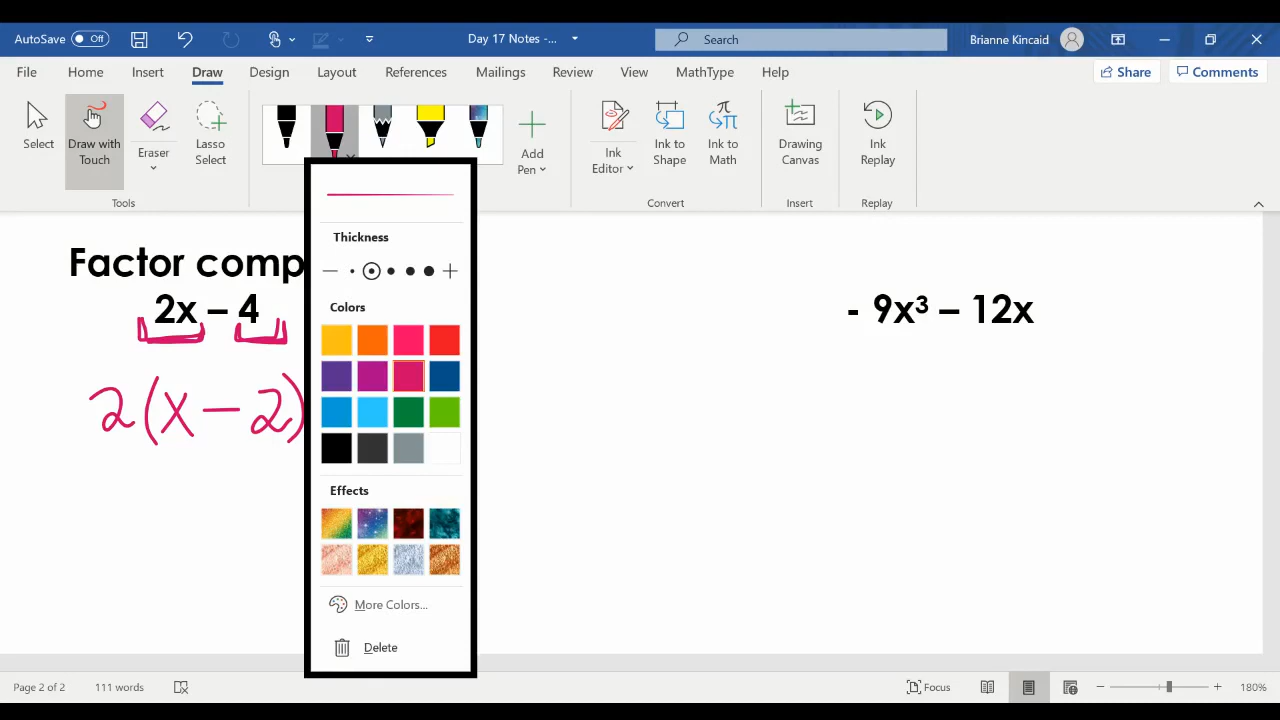 AutoSave Off Day 17 Notes -... Search Brianne Kincaid
File Home Insert Draw Design Layout References Mailings Review View MathType Help Share Comments
Select Draw with Touch Eraser Lasso Select Add Pen Ink Editor Ink to Shape Ink to Math Drawing Canvas Ink Replay
Tools Convert Insert Replay
Factor comp
2x – 4
- 9x³ – 12x
2(x – 2)
Thickness
Colors
Effects
More Colors...
Delete
Page 2 of 2 111 words Focus 180%